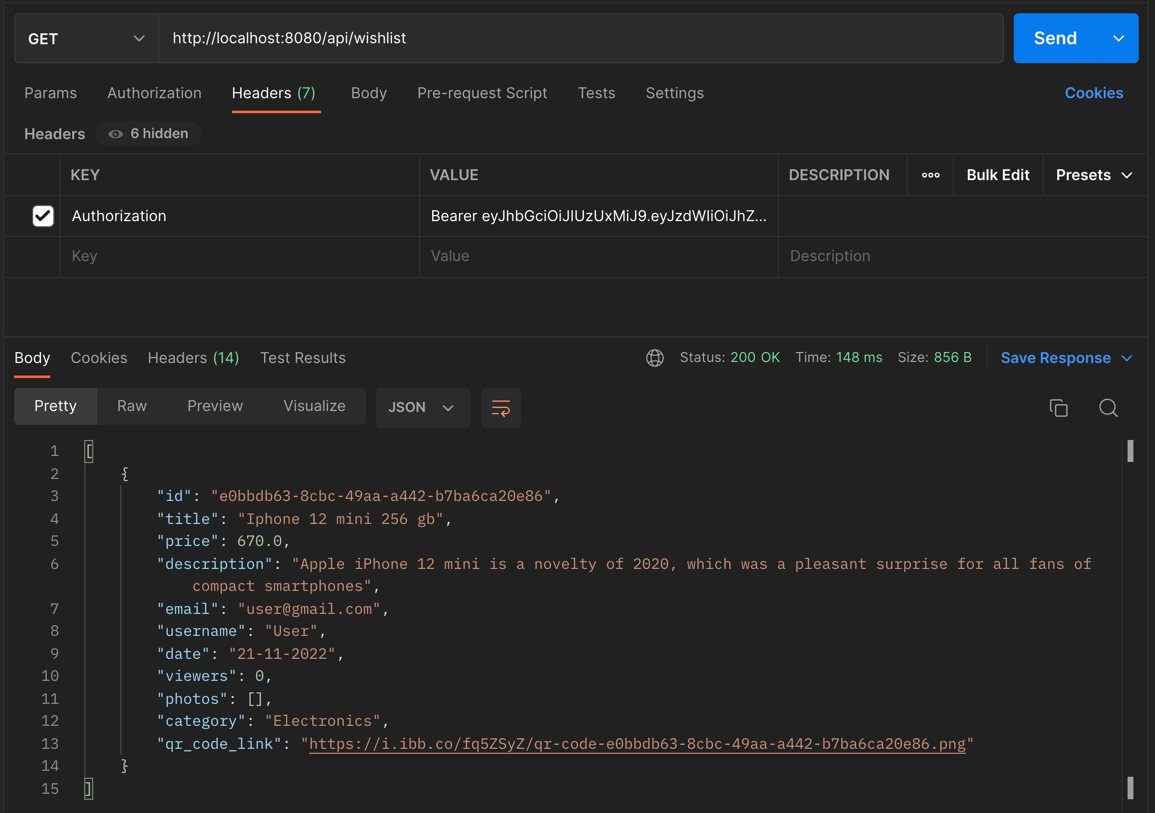 GET http://localhost:8080/api/wishlist Send
Params Authorization Headers (7) Body Pre-request Script Tests Settings Cookies
Headers 6 hidden
KEY VALUE DESCRIPTION ooo Bulk Edit Presets
Authorization Bearer eyJhbGciOiJIUzUxMiJ9.eyJzdWIiOiJhZ...
Key Value Description
Body Cookies Headers (14) Test Results Status: 200 OK Time: 148 ms Size: 856 B Save Response
Pretty Raw Preview Visualize JSON
1 [
2 {
3 "id": "e0bbdb63-8cbc-49aa-a442-b7ba6ca20e86",
4 "title": "Iphone 12 mini 256 gb",
5 "price": 670.0,
6 "description": "Apple iPhone 12 mini is a novelty of 2020, which was a pleasant surprise for all fans of
compact smartphones",
7 "email": "user@gmail.com",
8 "username": "User",
9 "date": "21-11-2022",
10 "viewers": 0,
11 "photos": [],
12 "category": "Electronics",
13 "qr_code_link": "https://i.ibb.co/fq5ZSyZ/qr-code-e0bbdb63-8cbc-49aa-a442-b7ba6ca20e86.png"
14 }
15 ]